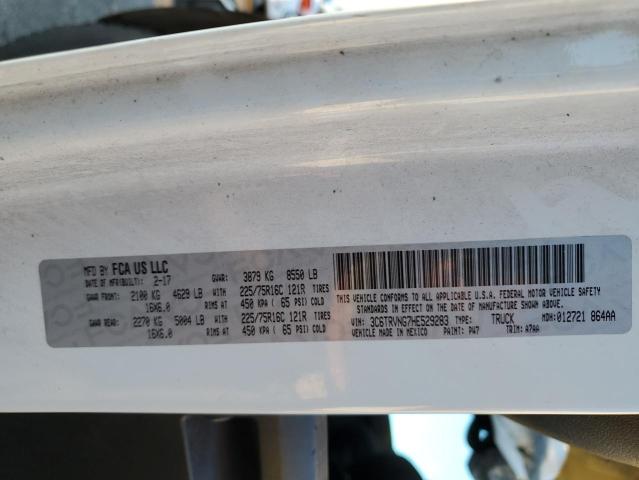 MFD BY FCA US LLC
DATE OF MFR(BUILT): 2-17 GVWR: 3879 KG 8550 LB
GAWR FRONT: 2100 KG 4629 LB WITH 225/75R16C 121R TIRES
16X6.0 RIMS AT 450 KPA ( 65 PSI) COLD
GAWR REAR: 2270 KG 5004 LB WITH 225/75R16C 121R TIRES
16X6.0 RIMS AT 450 KPA ( 65 PSI) COLD
THIS VEHICLE CONFORMS TO ALL APPLICABLE U.S.A. FEDERAL MOTOR VEHICLE SAFETY
STANDARDS IN EFFECT ON THE DATE OF MANUFACTURE SHOWN ABOVE.
VIN: 3C6TRVNG7HE529283 TYPE: TRUCK MDH: 012721 864AA
VEHICLE MADE IN MEXICO PAINT: PW7 TRIM: A7AA